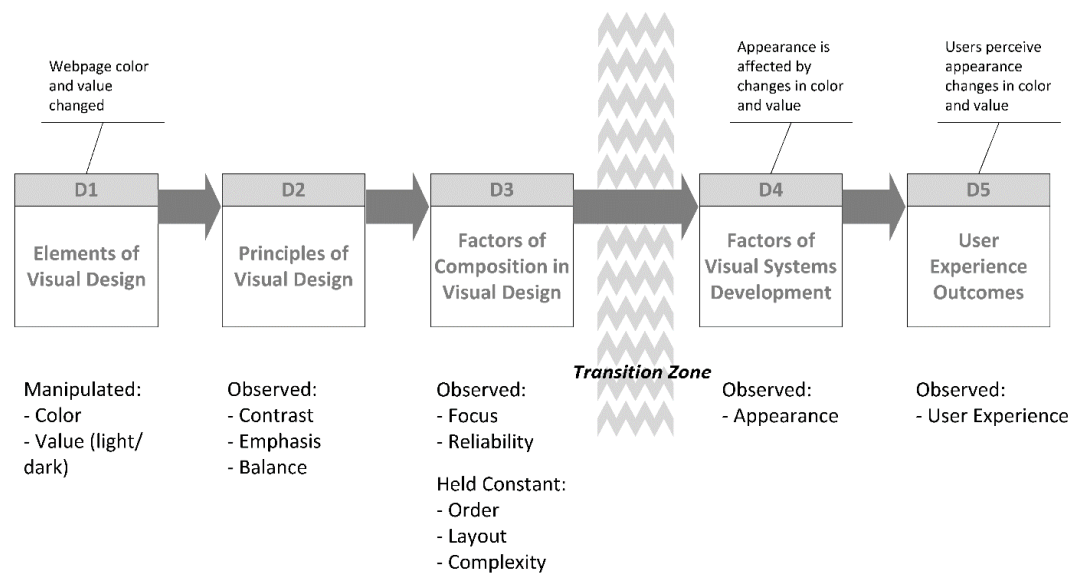 Webpage color
and value
changed
Appearance is
affected by
changes in color
and value
Users perceive
appearance
changes in color
and value
D1
Elements of
Visual Design
D2
Principles of
Visual Design
D3
Factors of
Composition in
Visual Design
D4
Factors of
Visual Systems
Development
D5
User
Experience
Outcomes
Transition Zone
Manipulated:
- Color
- Value (light/
dark)
Observed:
- Contrast
- Emphasis
- Balance
Observed:
- Focus
- Reliability
Held Constant:
- Order
- Layout
- Complexity
Observed:
- Appearance
Observed:
- User Experience